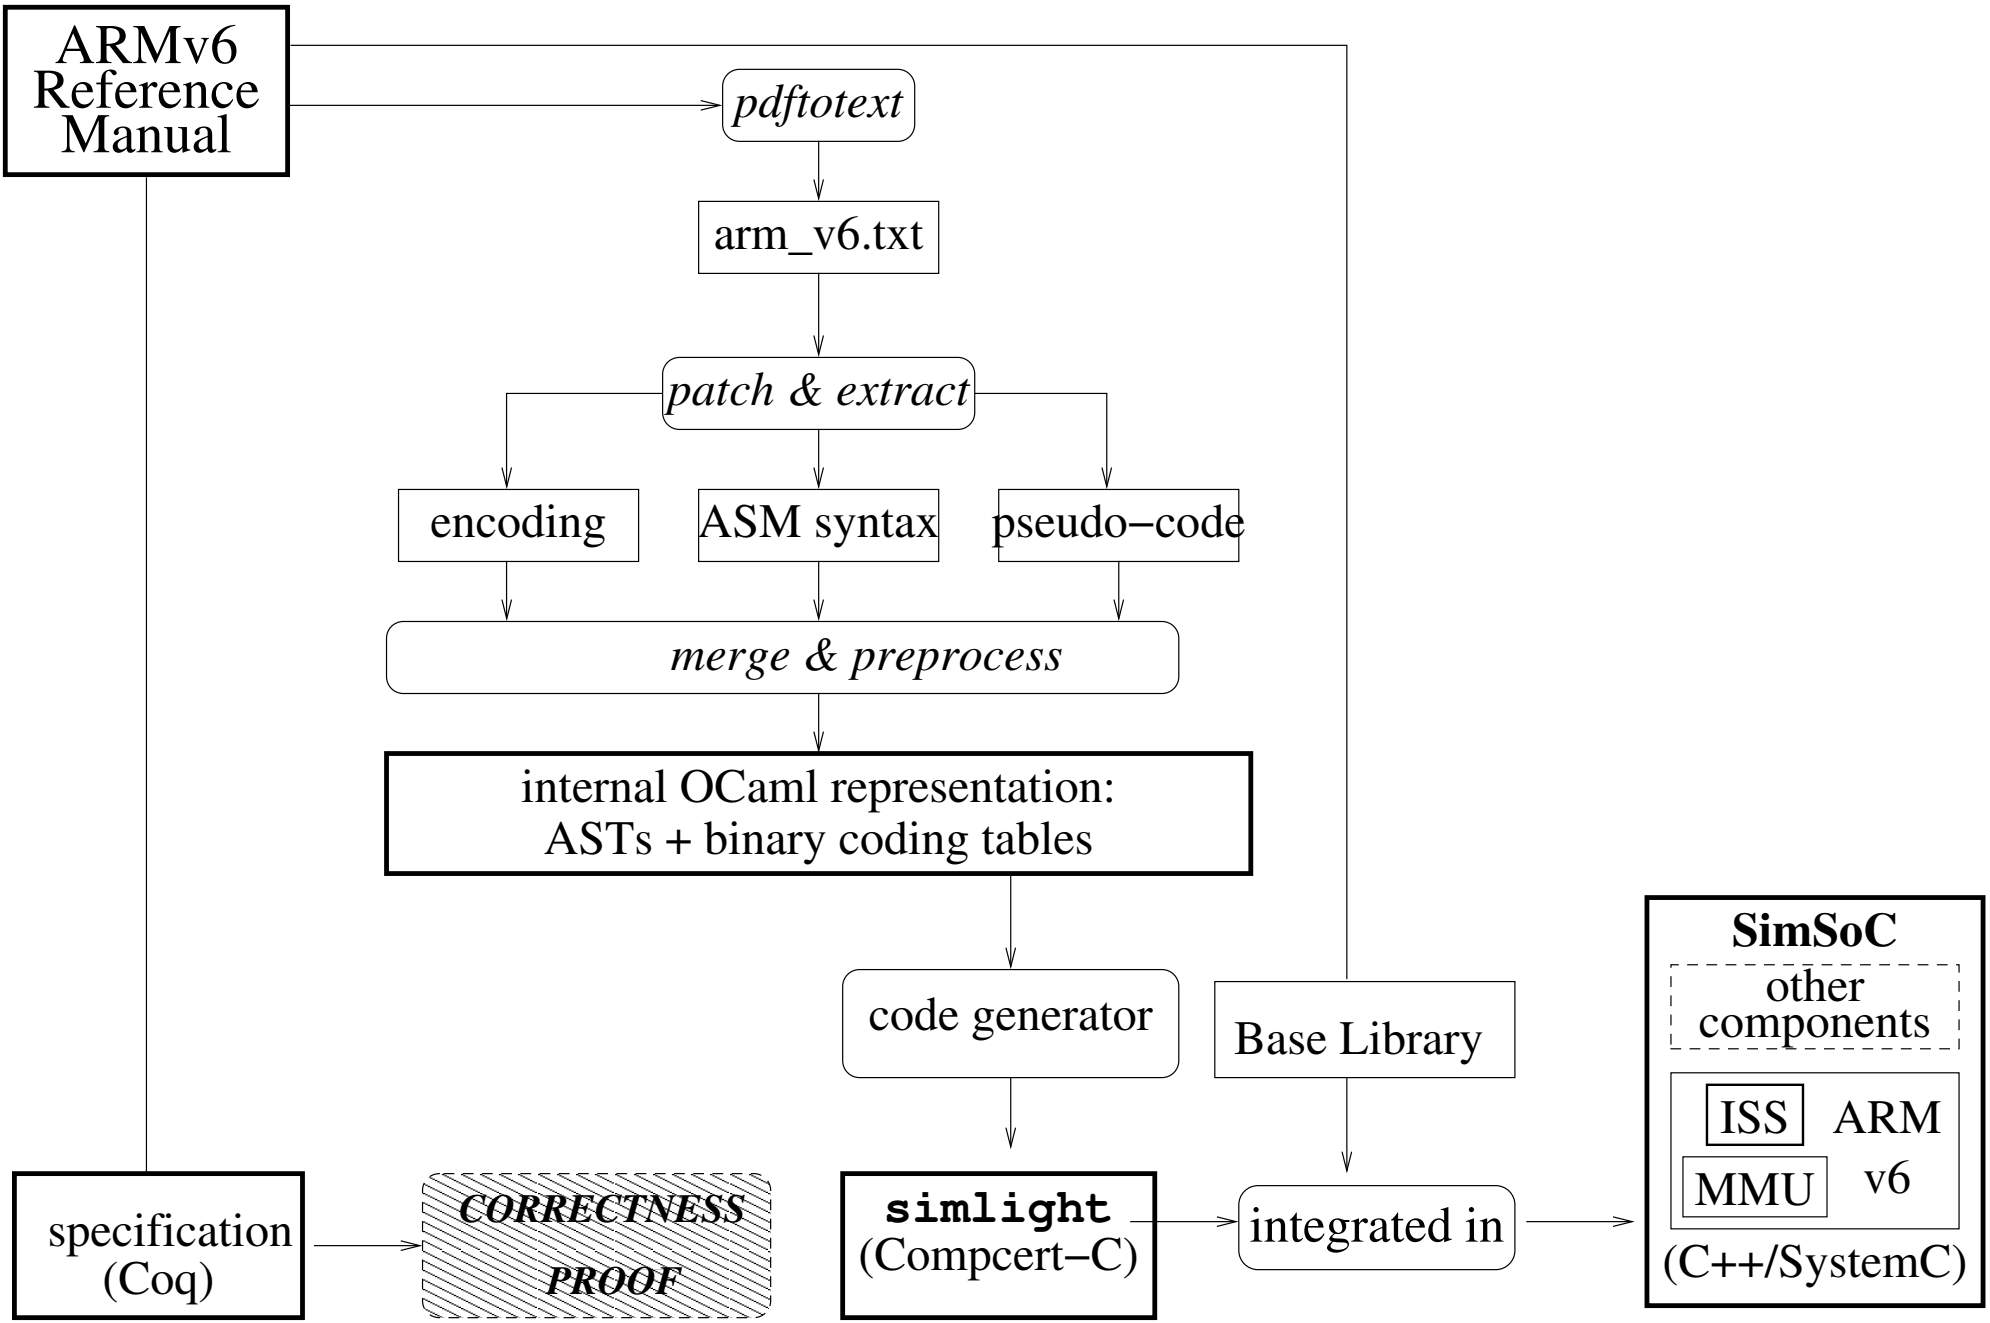 ARMv6
Reference
Manual
pdftotext
arm_v6.txt
patch & extract
encoding
ASM syntax
pseudo−code
merge & preprocess
internal OCaml representation:
ASTs + binary coding tables
code generator
Base Library
SimSoC
other
components
ISS
ARM
MMU
v6
(C++/SystemC)
specification
(Coq)
CORRECTNESS
PROOF
simlight
(Compcert−C)
integrated in